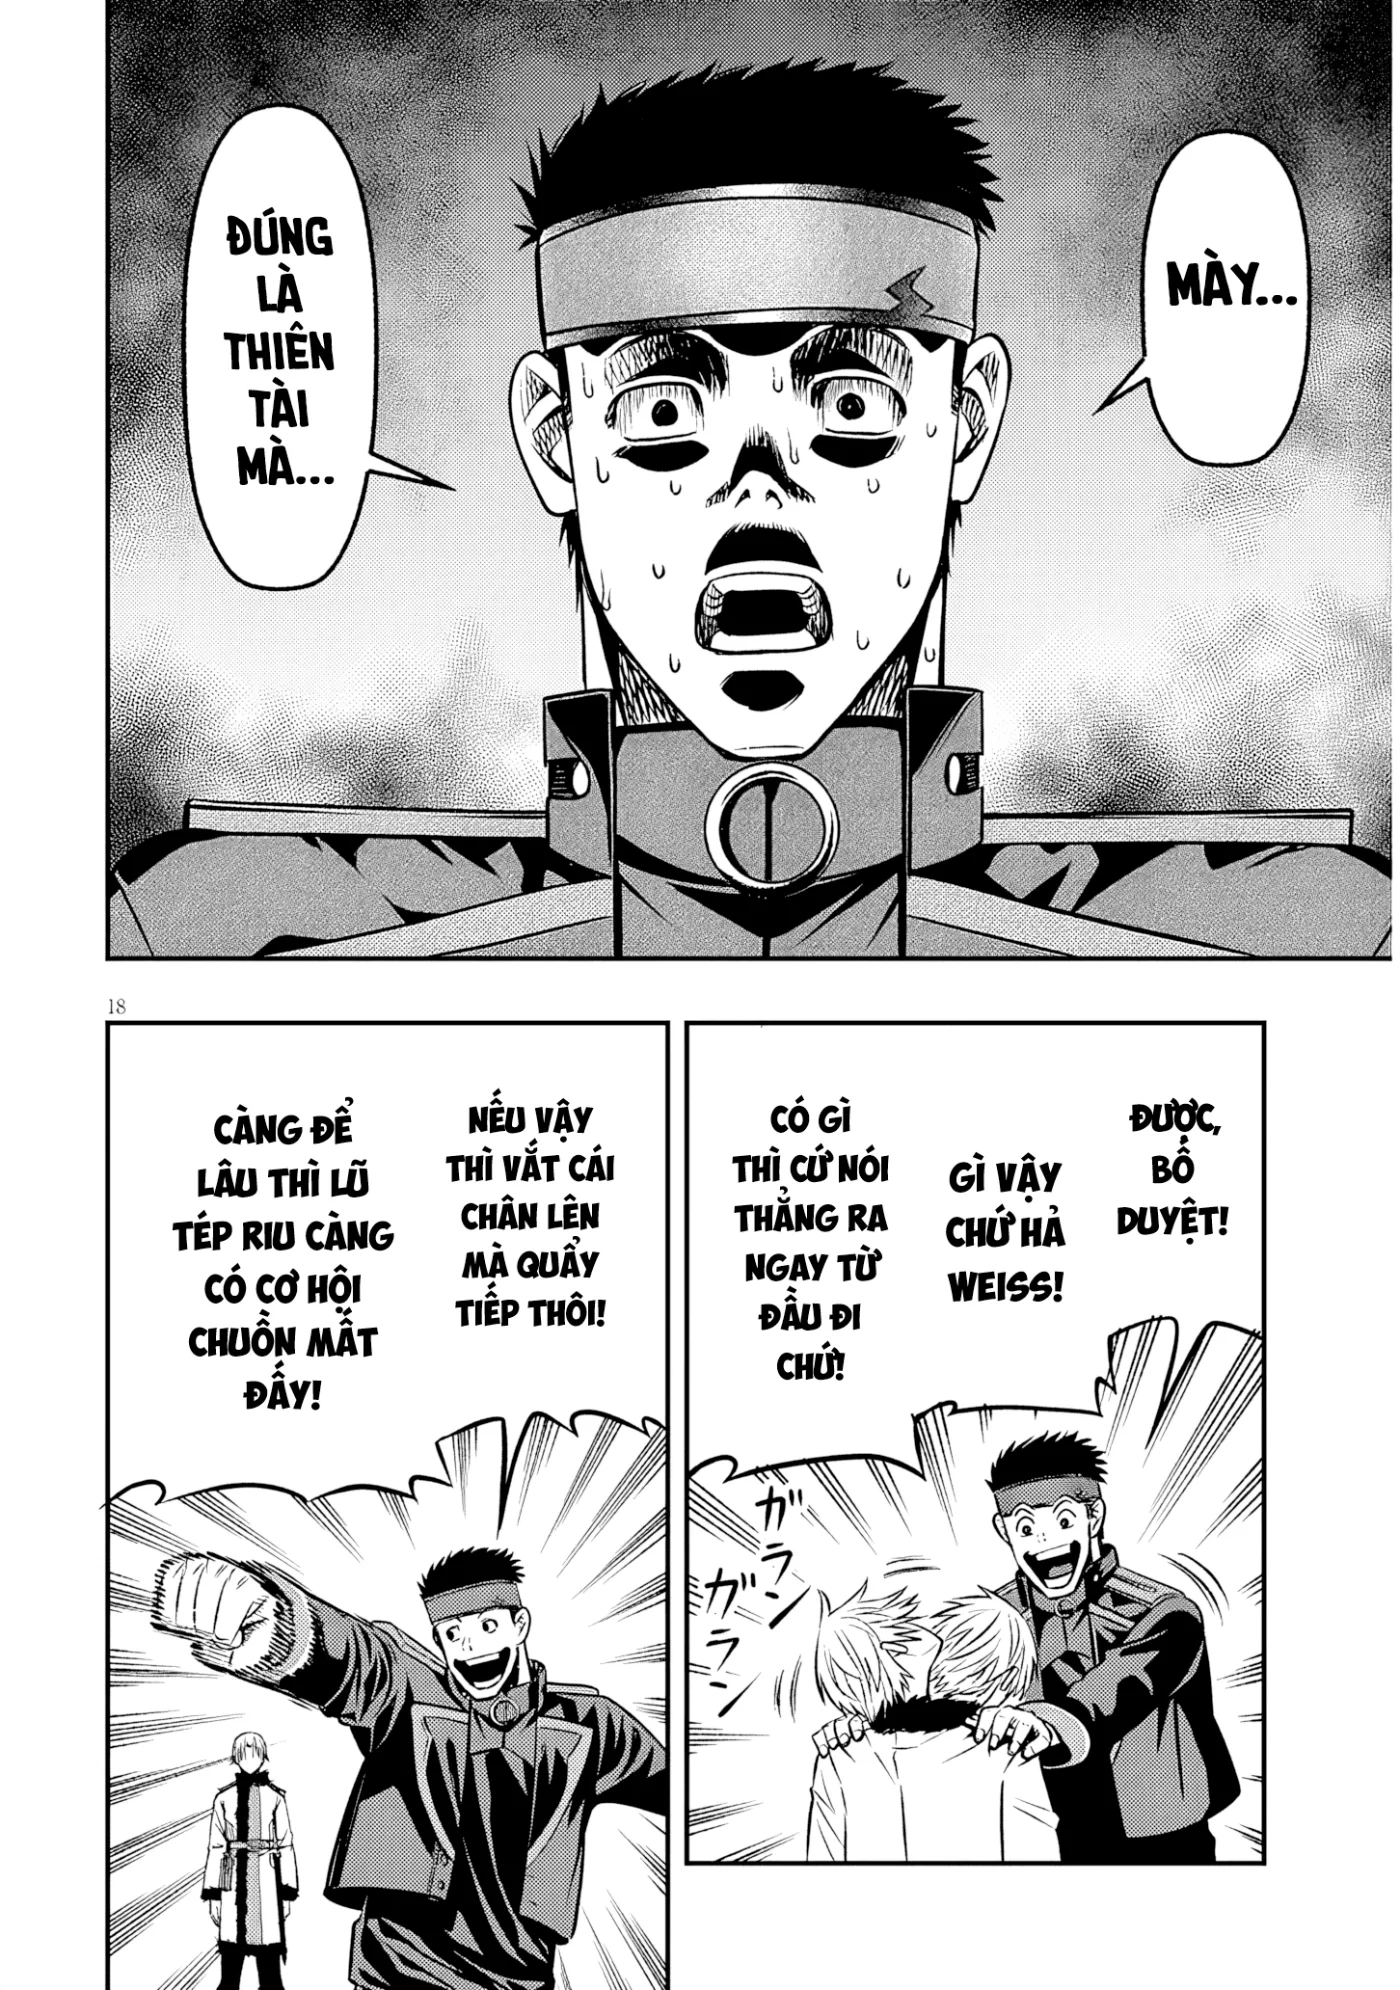 MÀY...
ĐÚNG
LÀ
THIÊN
TÀI
MÀ...
18
ĐƯỢC,
BỐ
DUYỆT!
GÌ VẬY
CHỨ HẢ
WEISS!
CÓ GÌ
THÌ CỨ NÓI
THẲNG RA
NGAY TỪ
ĐẦU ĐI
CHỨ!
ガラン
ガラン
NẾU VẬY
THÌ VẮT CÁI
CHÂN LÊN
MÀ QUẨY
TIẾP THÔI!
CÀNG ĐỂ
LÂU THÌ LŨ
TÉP RIU CÀNG
CÓ CƠ HỘI
CHUỒN MẤT
ĐẤY!